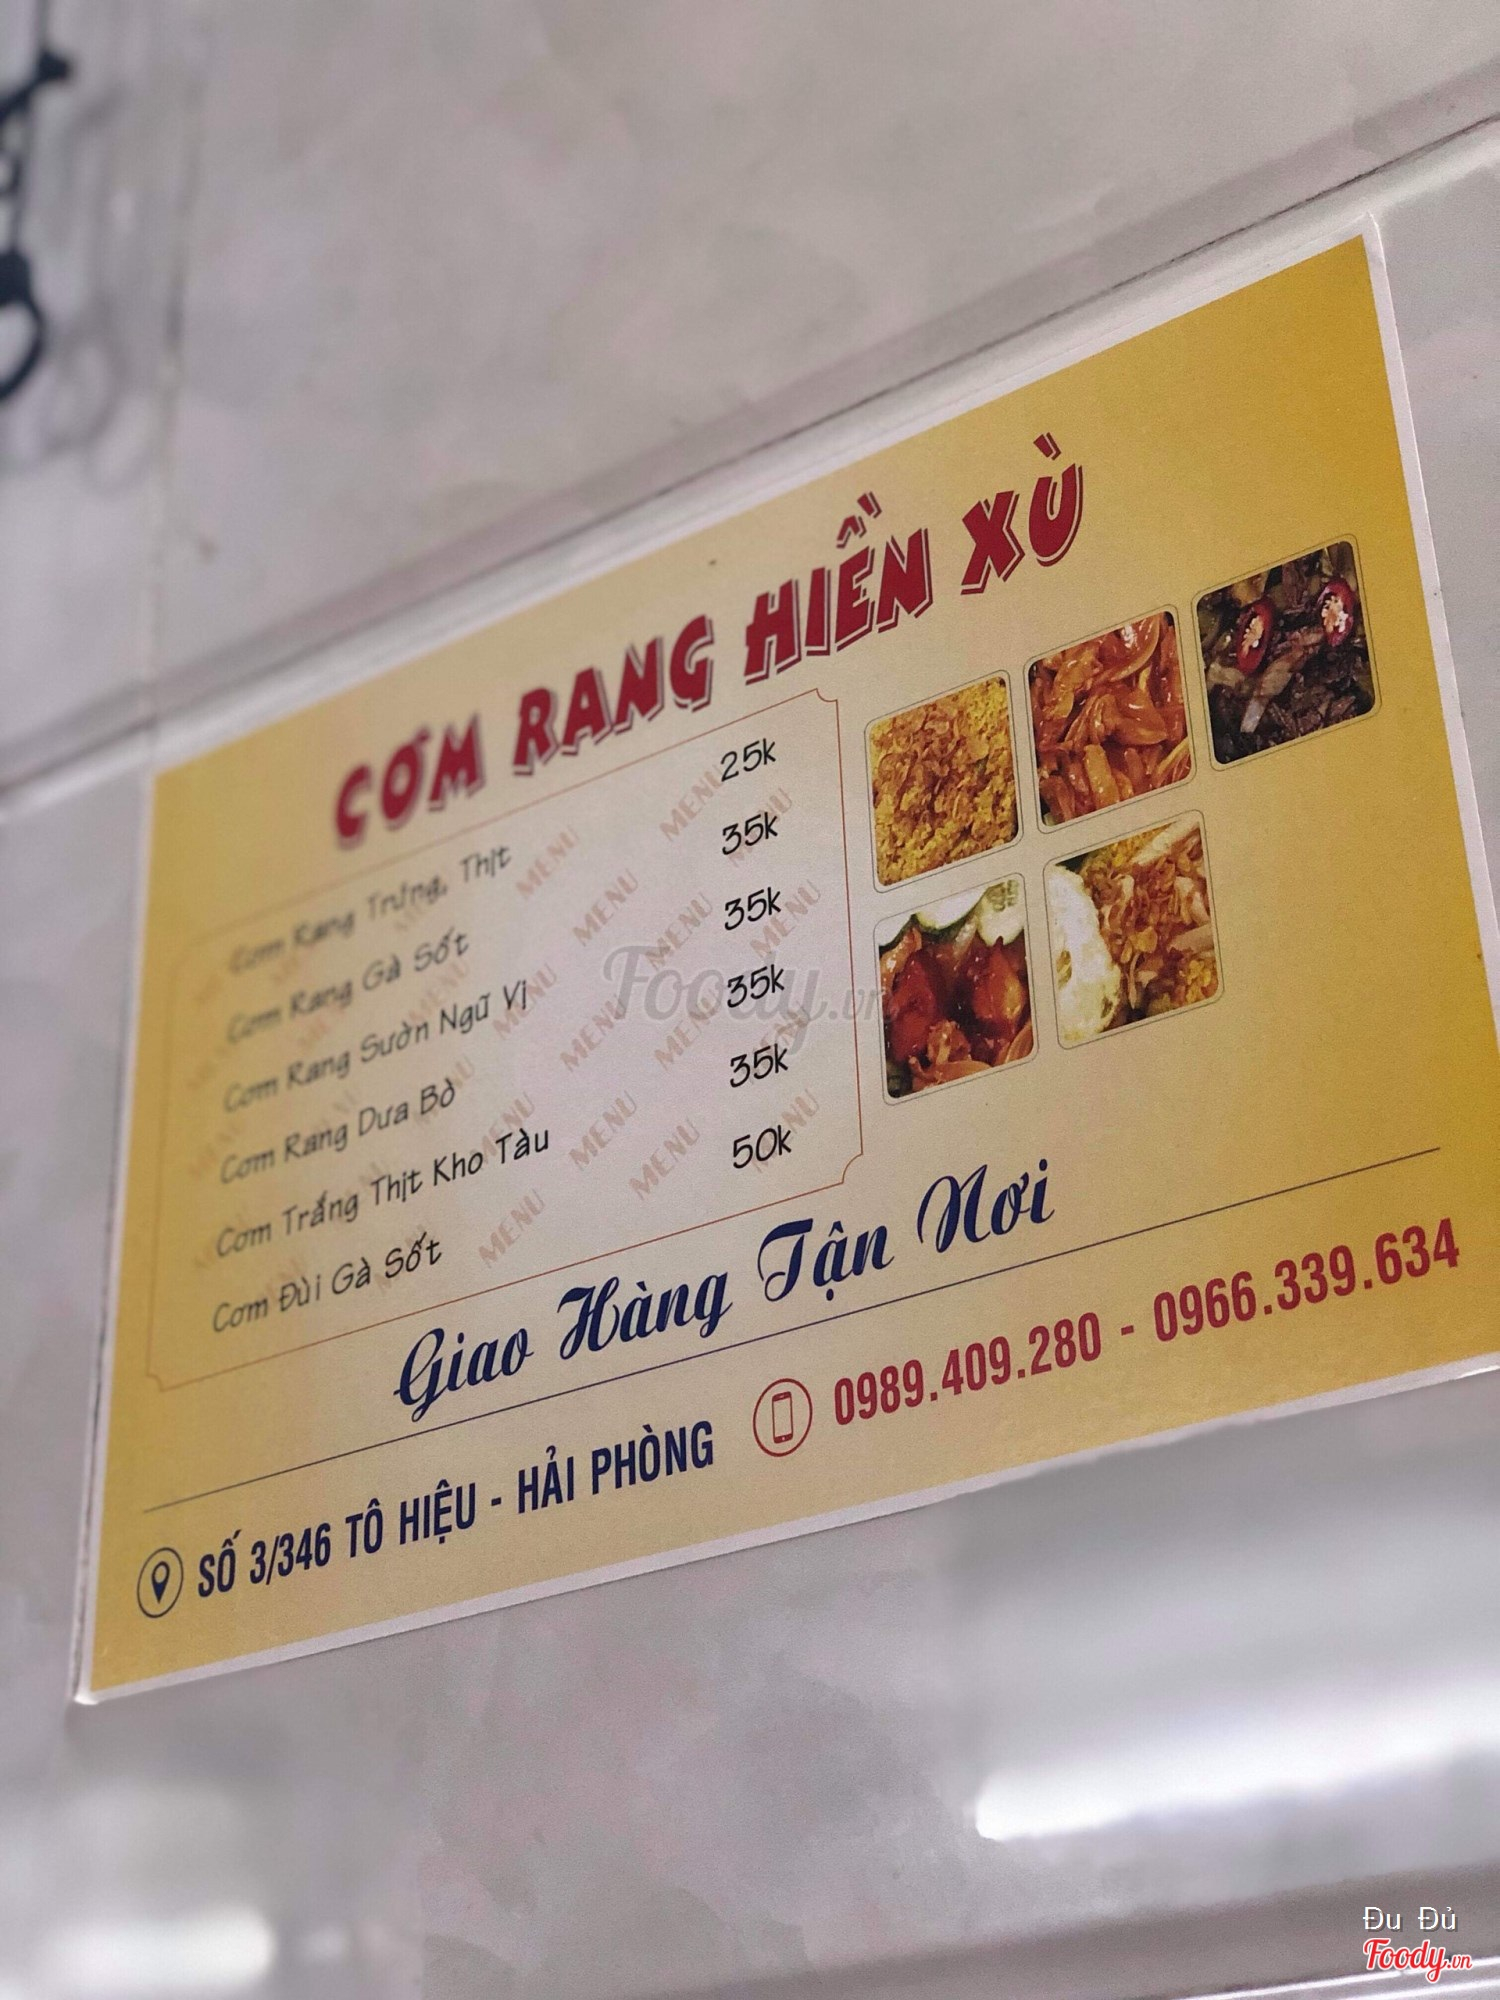 CƠM RANG HIỀN XÙ
Cơm Rang Trứng, Thịt 25k
Cơm Rang Gà Sốt 35k
Cơm Rang Sườn Ngũ Vị 35k
Cơm Rang Dưa Bò 35k
Cơm Trắng Thịt Kho Tàu 35k
Cơm Đùi Gà Sốt 50k
Giao Hàng Tận Nơi
SỐ 3/346 TÔ HIỆU - HẢI PHÒNG 0989.409.280 - 0966.339.634
Foody.vn
Đu Đủ
Foody.vn